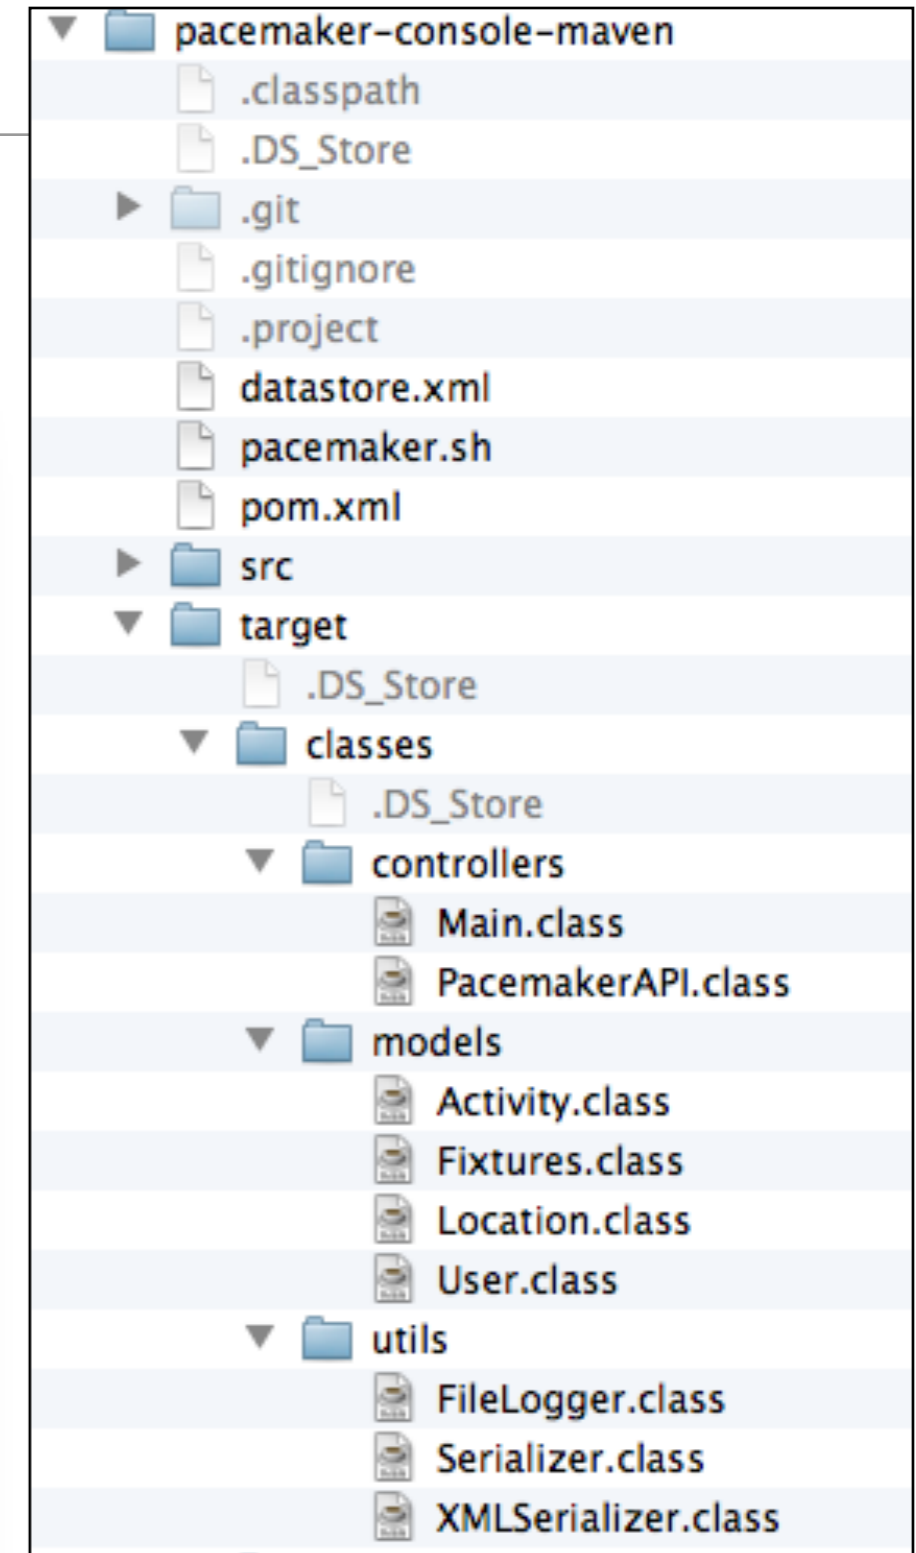 pacemaker-console-maven
.classpath
.DS_Store
.git
.gitignore
.project
datastore.xml
pacemaker.sh
pom.xml
src
target
.DS_Store
classes
.DS_Store
controllers
Main.class
PacemakerAPI.class
models
Activity.class
Fixtures.class
Location.class
User.class
utils
FileLogger.class
Serializer.class
XMLSerializer.class